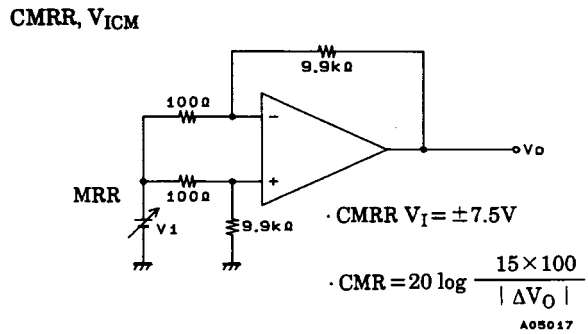 CMRR, VICM
9.9kΩ
100Ω
−
VO
+
MRR
100Ω
V1
9.9kΩ
· CMRR VI = ±7.5V
· CMR = 20 log 15×100 / | ΔVO |
A05017